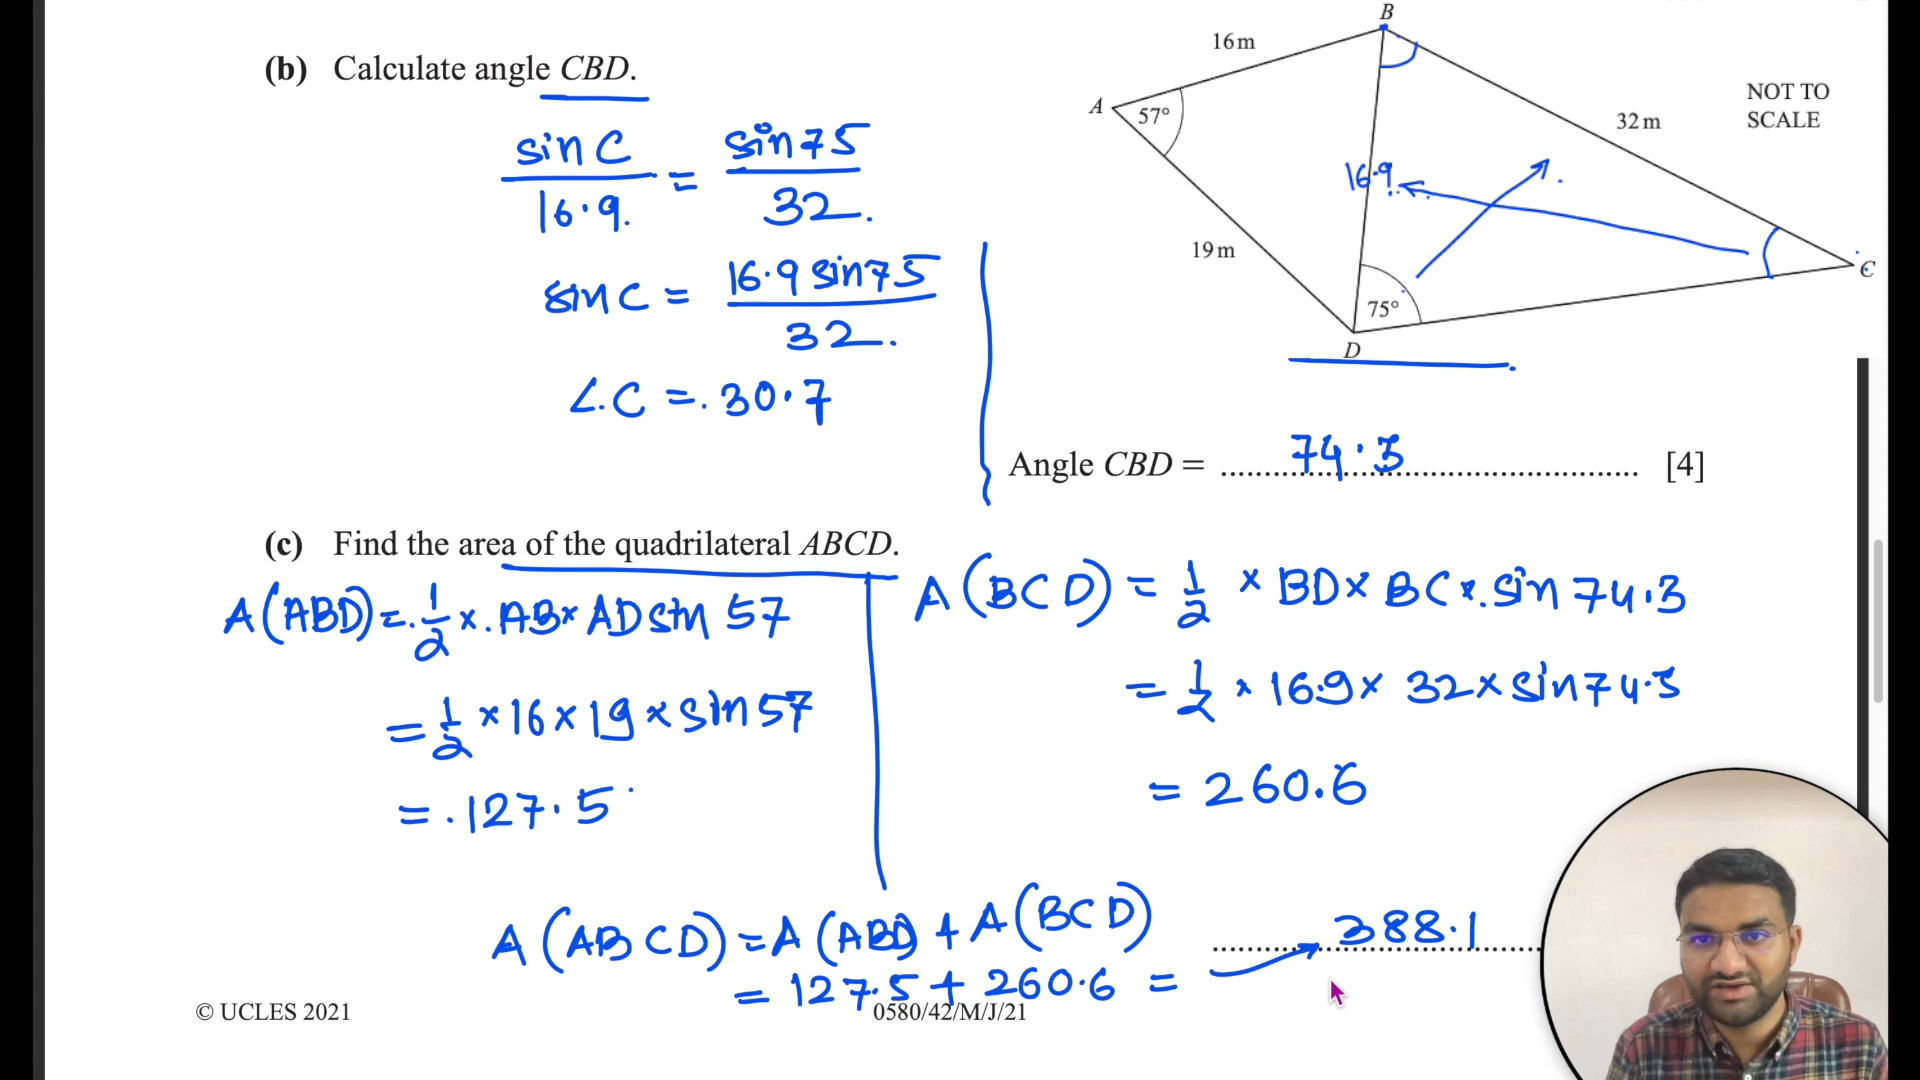 (b) Calculate angle CBD.
sin C / 16.9. = sin 75 / 32.
sin C = 16.9 sin 75 / 32.
∠.C =. 30.7
B
16 m
A
57°
32 m
NOT TO
SCALE
16.9
19 m
C
75°
D
Angle CBD = .......... 74.3 .......... [4]
(c) Find the area of the quadrilateral ABCD.
A (ABD) = . 1/2 × . AB × AD sin 57
= 1/2 × 16 × 19 × sin 57
= . 127.5
A (BCD) = 1/2 × BD × BC × . sin 74.3
= 1/2 × 16.9 × 32 × sin 74.3
= 260.6
A (ABCD) = A (ABD) + A (BCD)
= 127.5 + 260.6 = 388.1
© UCLES 2021
0580/42/M/J/21